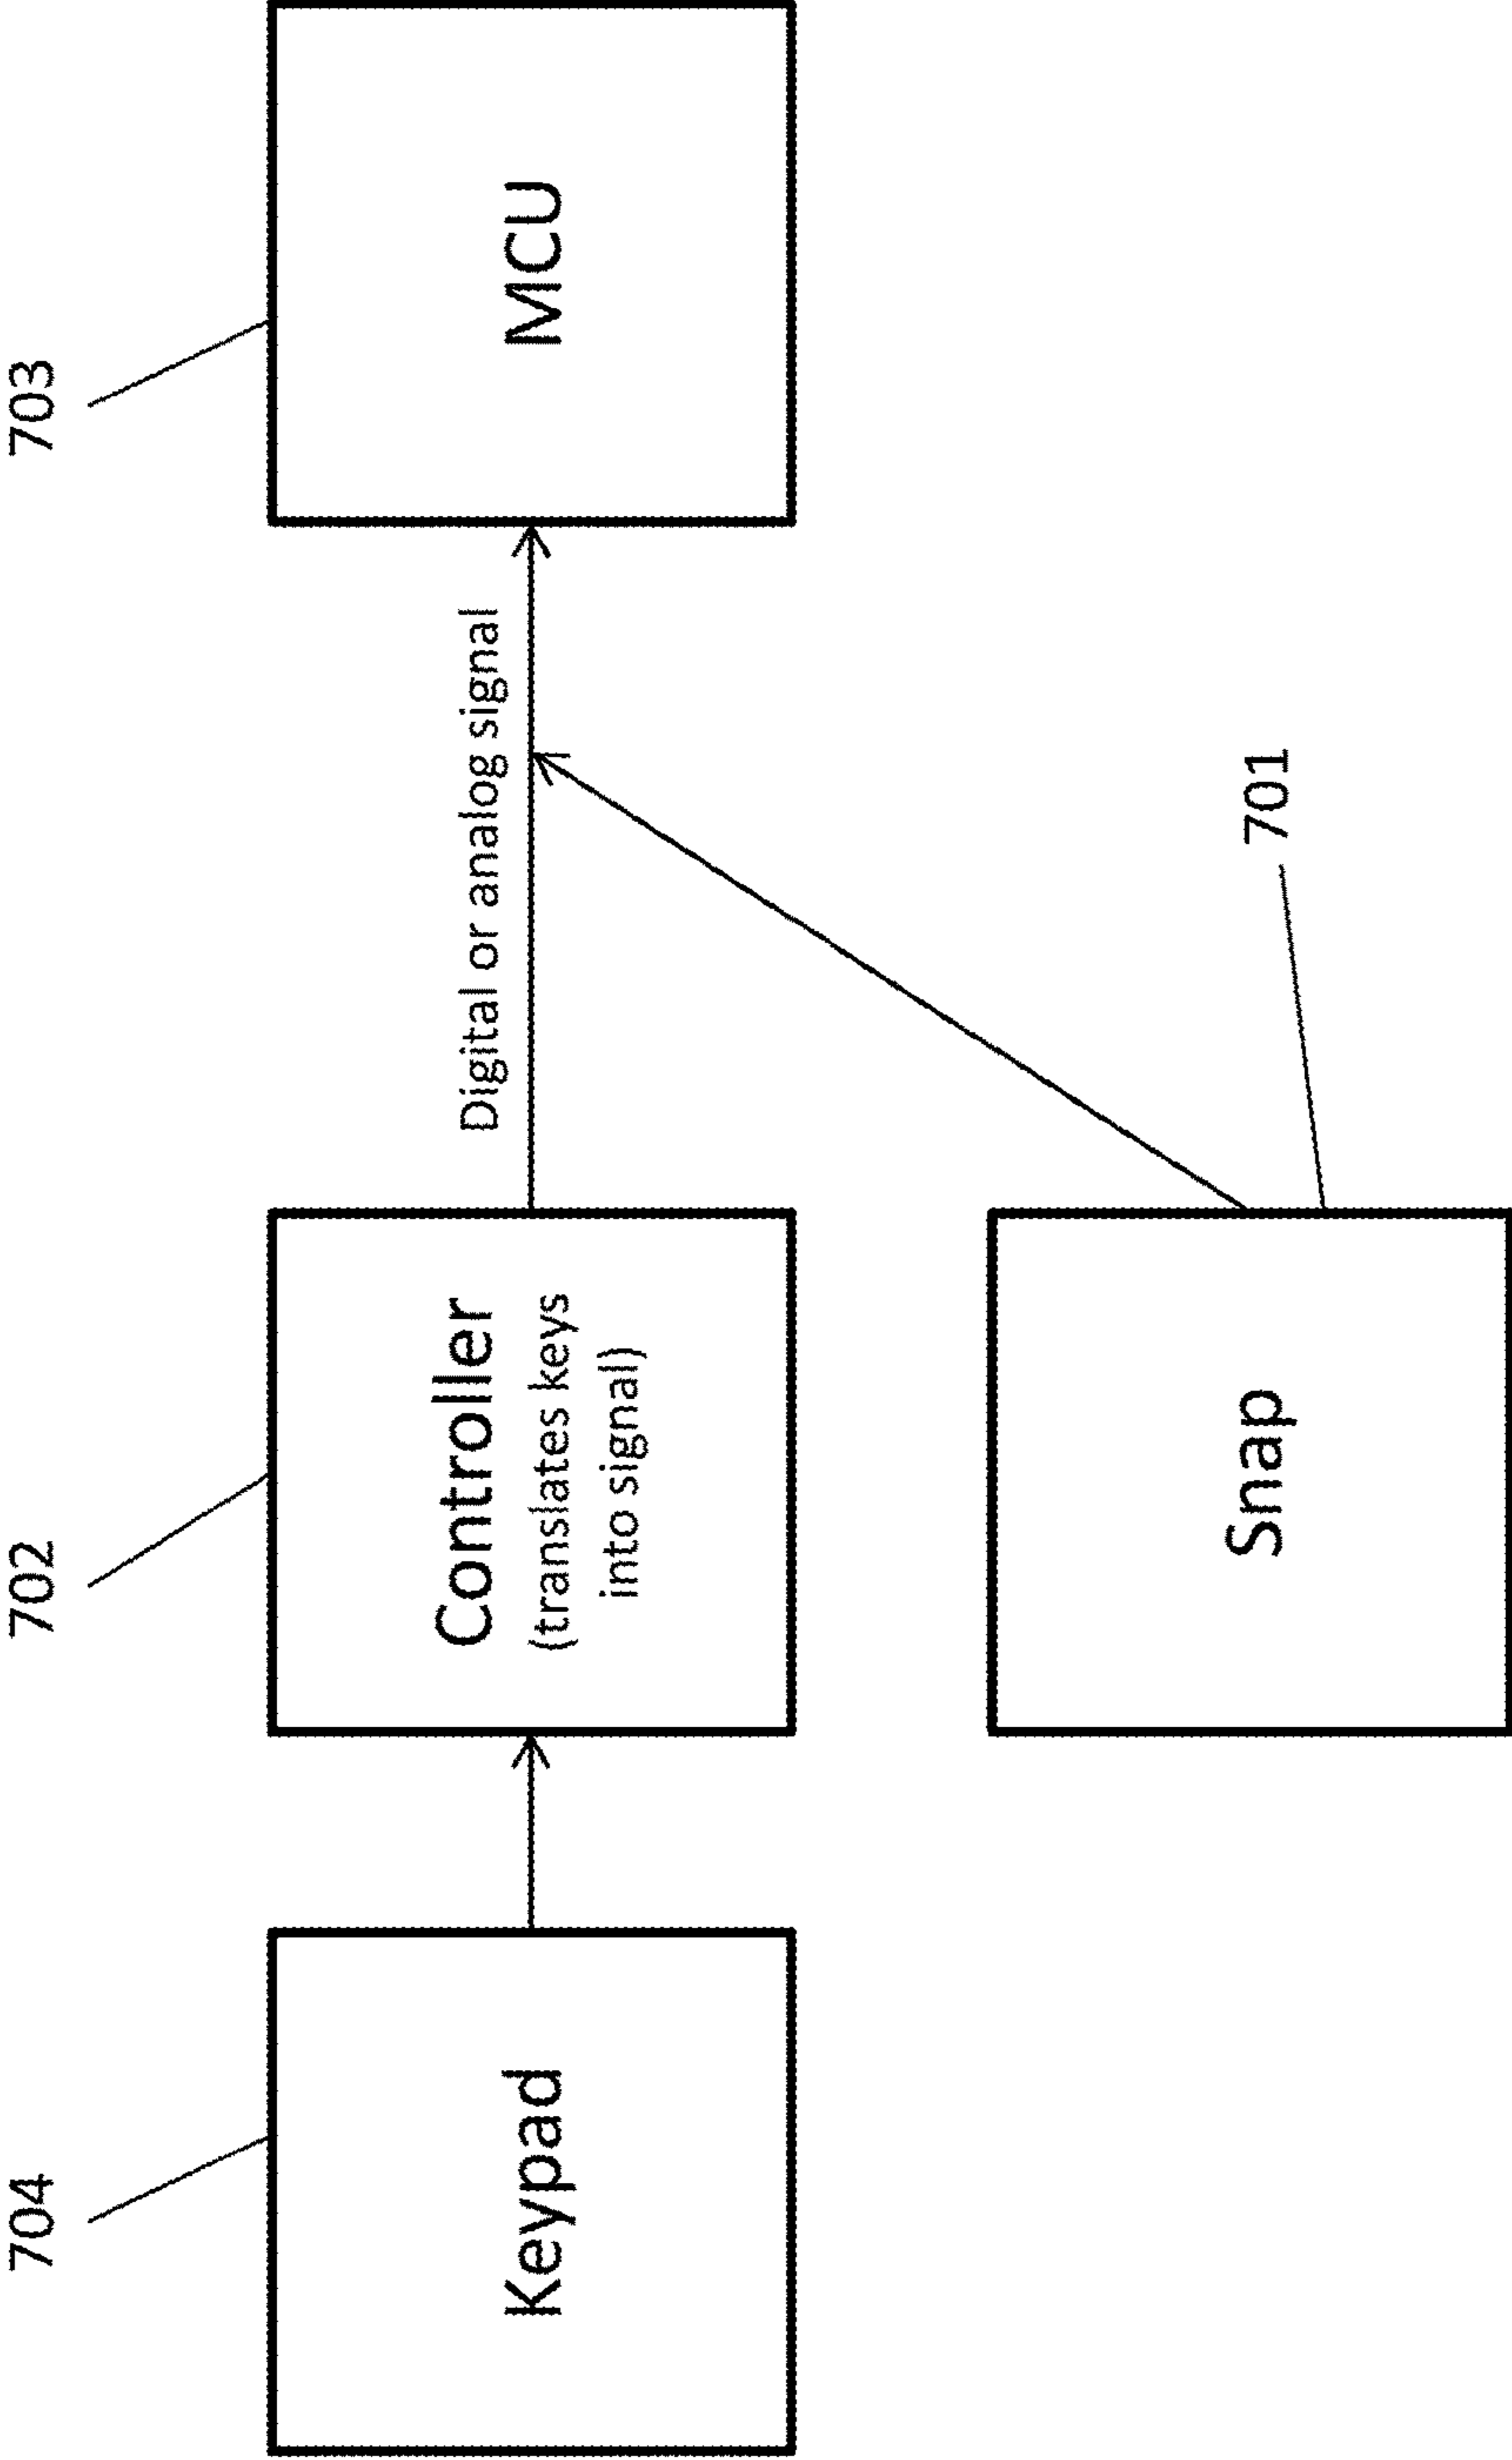 704
702
703
Keypad
Controller
(translates keys
into signal)
Digital or analog signal
MCU
Snap
701